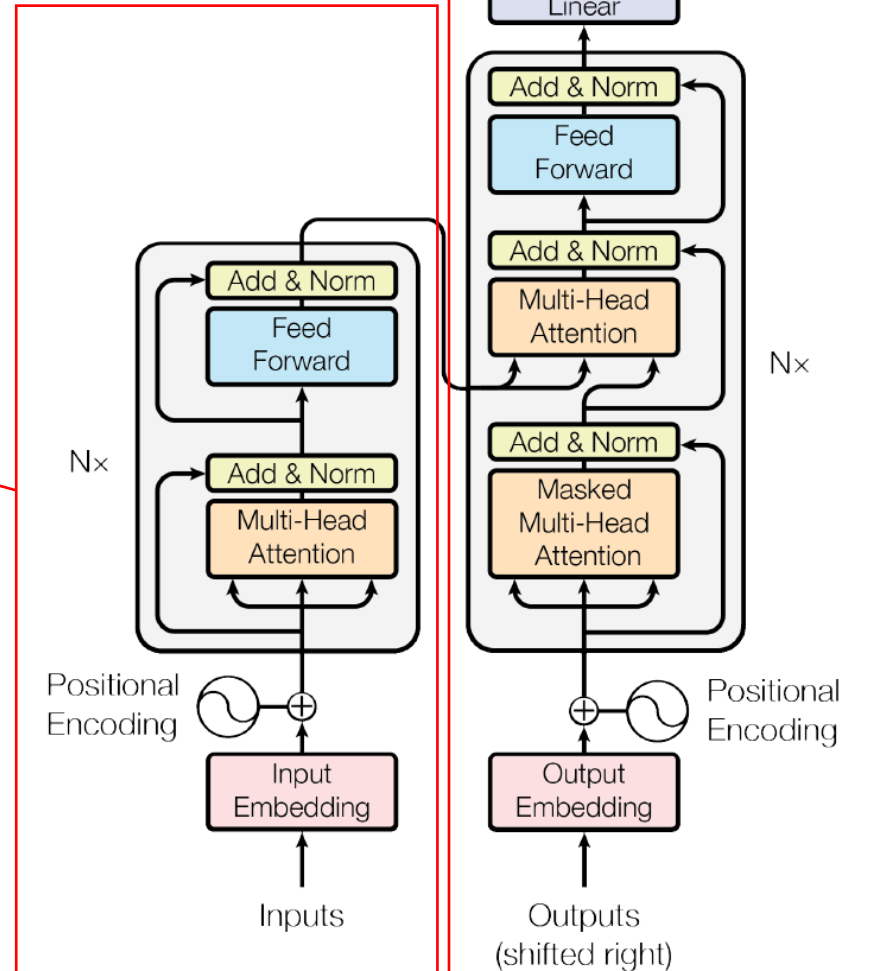 Linear
Add & Norm
Feed
Forward
Add & Norm
Multi-Head
Attention
Nx
Add & Norm
Masked
Multi-Head
Attention
Add & Norm
Feed
Forward
Nx
Add & Norm
Multi-Head
Attention
Positional
Encoding
Positional
Encoding
Input
Embedding
Output
Embedding
Inputs
Outputs
(shifted right)